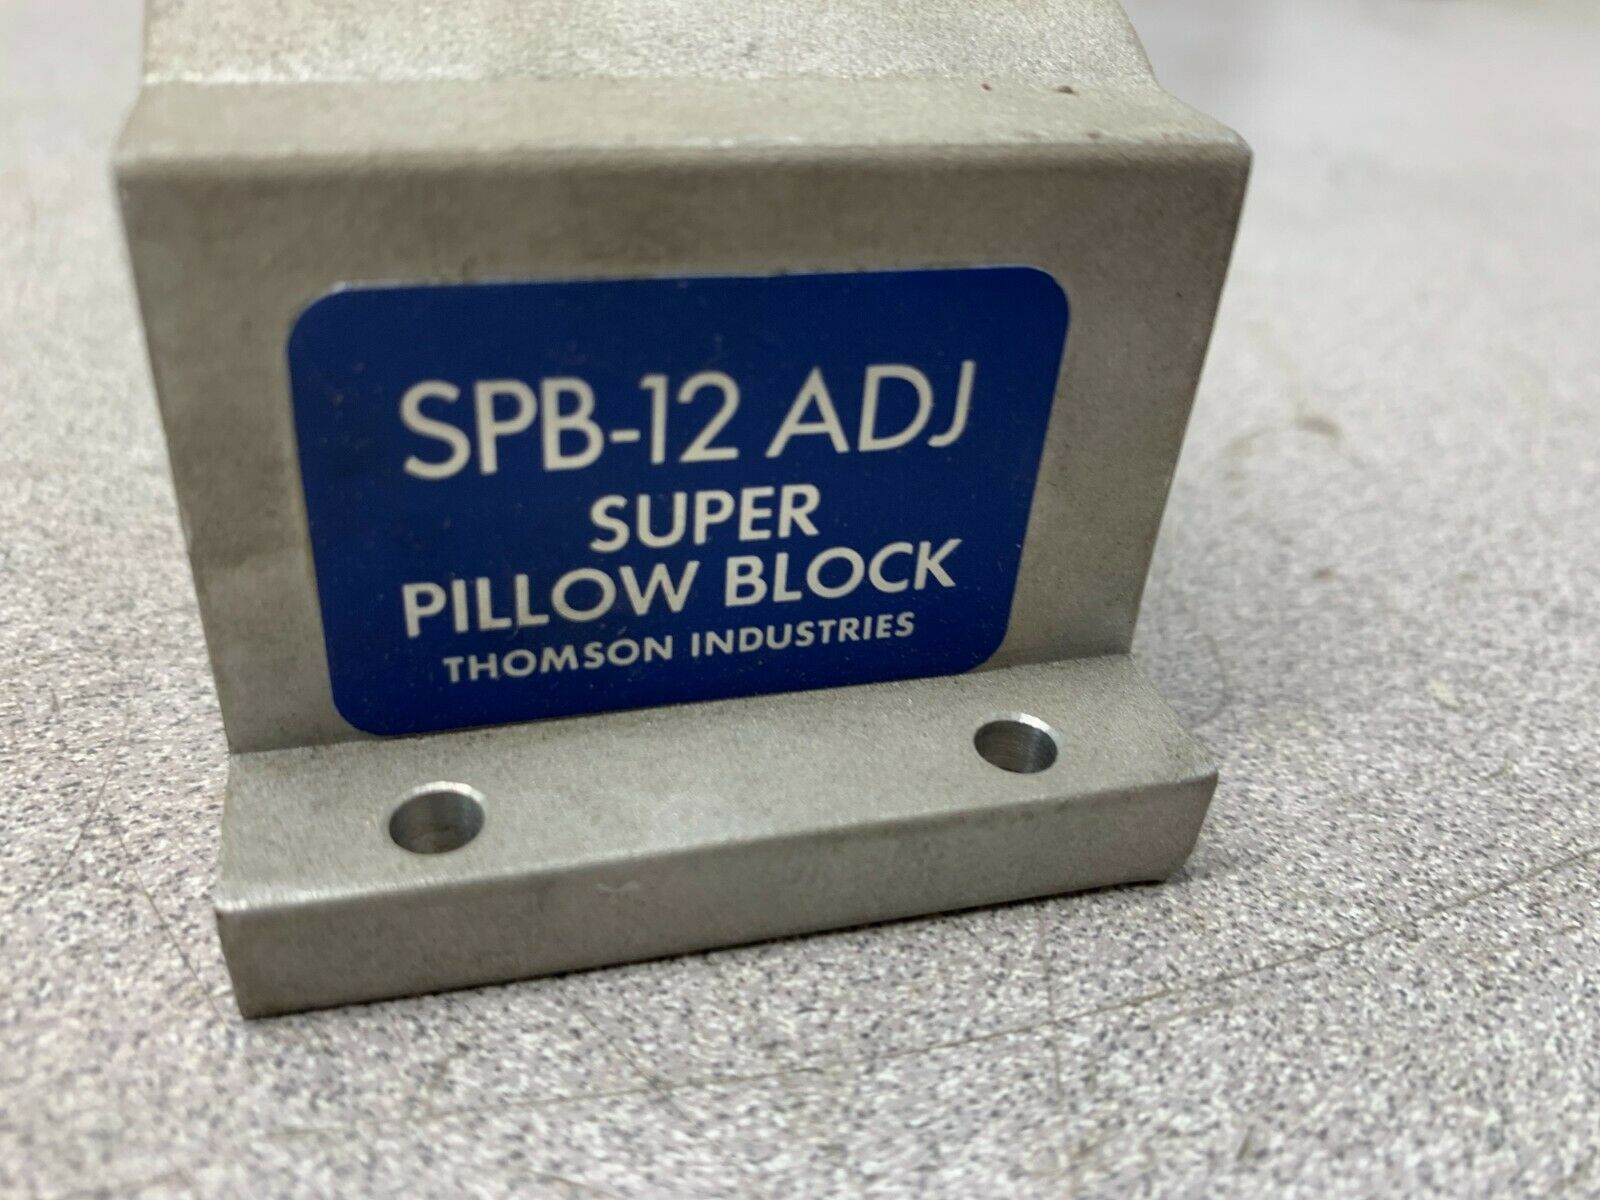 SPB-12 ADJ
SUPER
PILLOW BLOCK
THOMSON INDUSTRIES